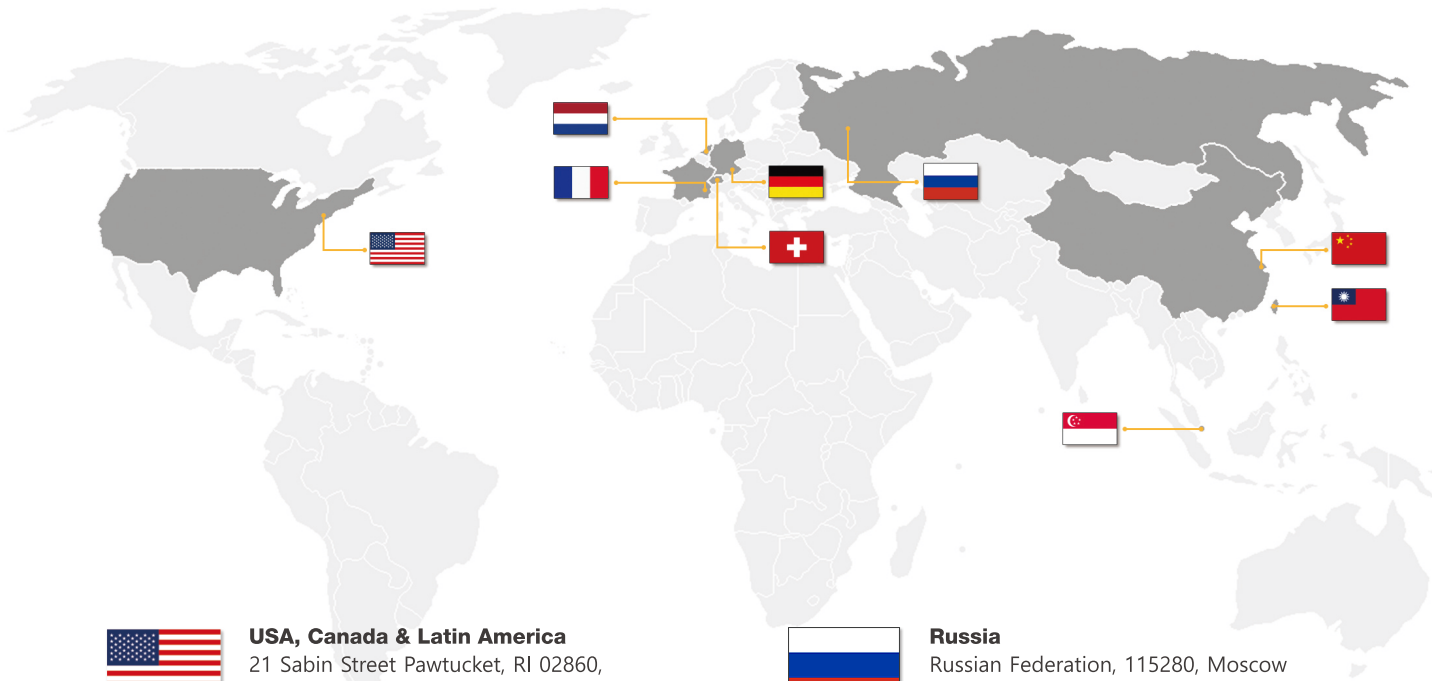 USA, Canada & Latin America
21 Sabin Street Pawtucket, RI 02860,
Russia
Russian Federation, 115280, Moscow